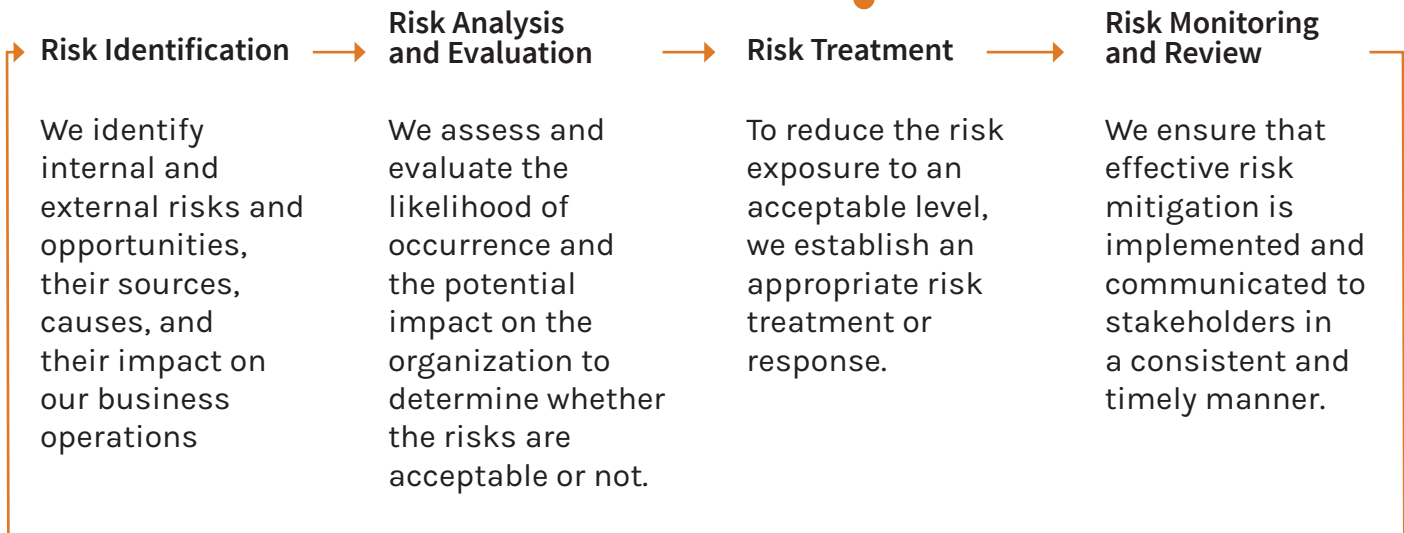 Risk Identification
We identify
internal and
external risks and
opportunities,
their sources,
causes, and
their impact on
our business
operations
Risk Analysis
and Evaluation
We assess and
evaluate the
likelihood of
occurrence and
the potential
impact on the
organization to
determine whether
the risks are
acceptable or not.
Risk Treatment
To reduce the risk
exposure to an
acceptable level,
we establish an
appropriate risk
treatment or
response.
Risk Monitoring
and Review
We ensure that
effective risk
mitigation is
implemented and
communicated to
stakeholders in
a consistent and
timely manner.